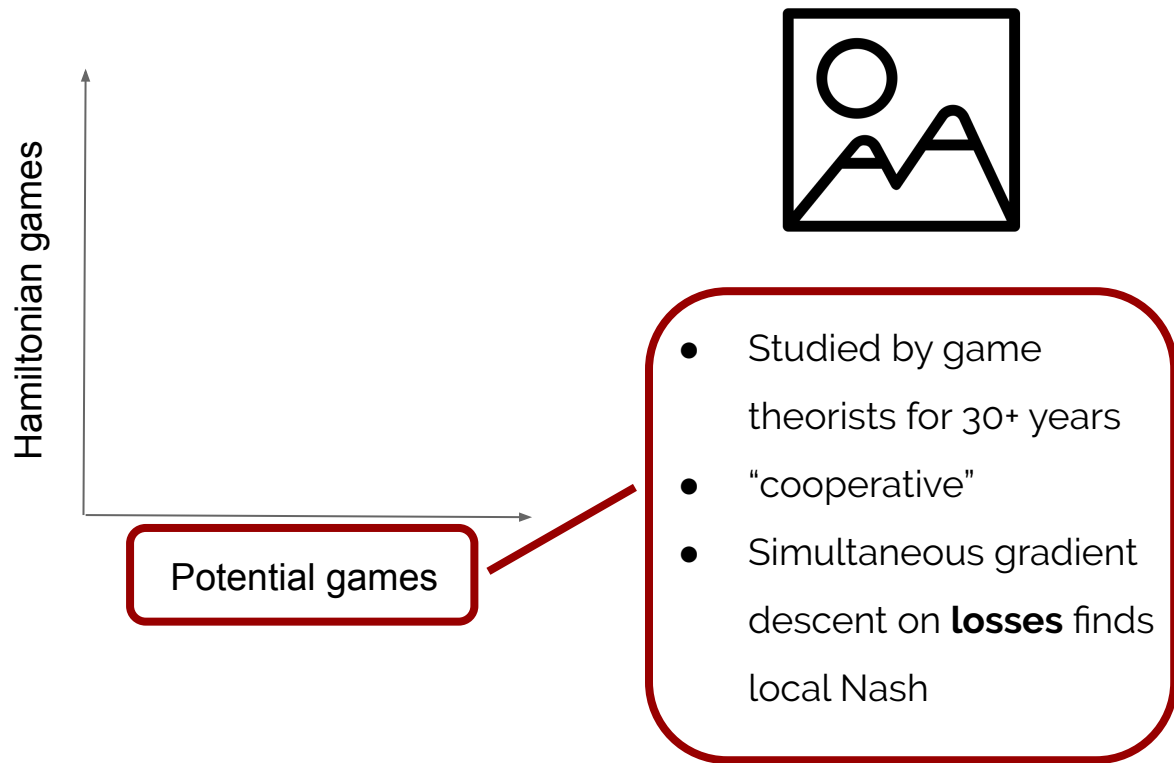 Hamiltonian games
Potential games
● Studied by game
theorists for 30+ years
● “cooperative”
● Simultaneous gradient
descent on losses finds
local Nash